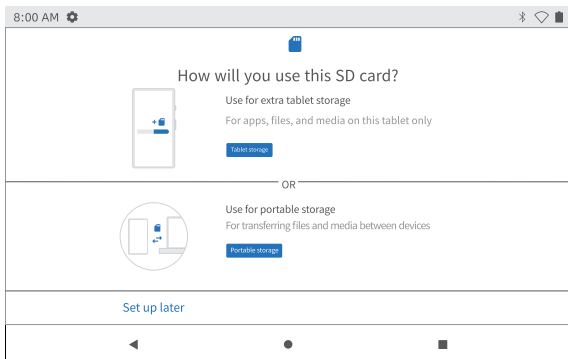 8:00 AM
How will you use this SD card?
Use for extra tablet storage
For apps, files, and media on this tablet only
Tablet storage
OR
Use for portable storage
For transferring files and media between devices
Portable storage
Set up later